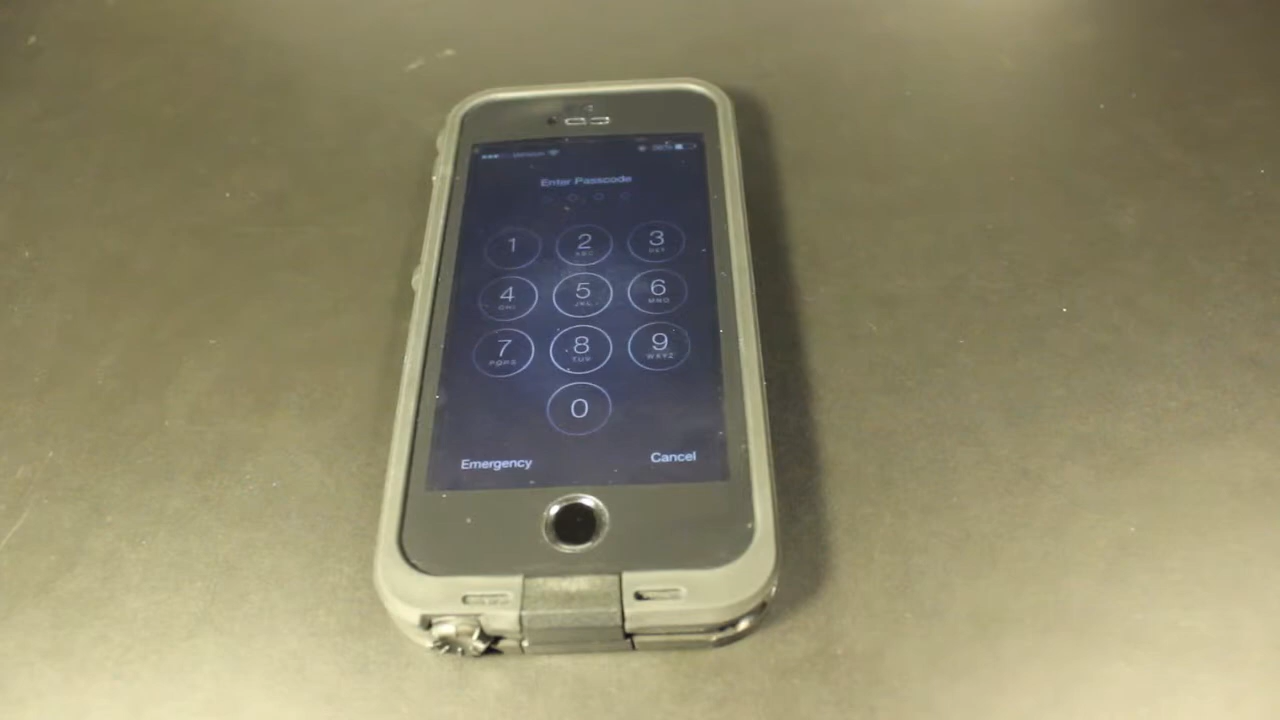 Enter Passcode
1 2 3
ABC DEF
4 5 6
GHI JKL MNO
7 8 9
PQRS TUV WXYZ
0
Emergency Cancel